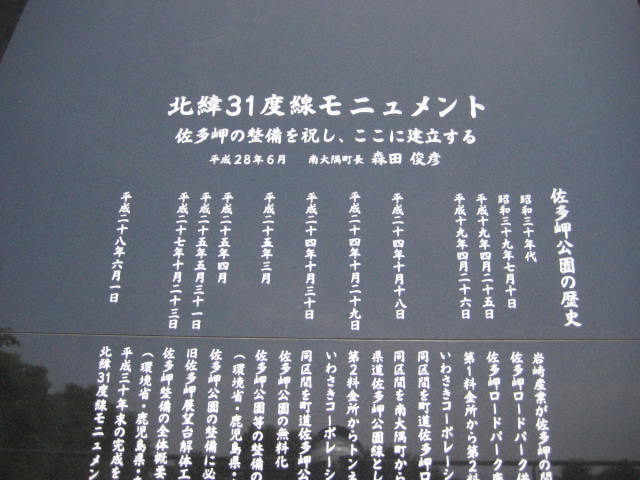 北緯31度線モニュメント
佐多岬の整備を祝し、ここに建立する
平成28年6月 南大隅町長 森田 俊彦
佐多岬公園の歴史
昭和三十年代
昭和三十九年七月十日
平成十九年四月二十五日
平成十九年四月二十六日
平成二十四年十月十八日
平成二十四年十月二十九日
平成二十四年十月三十日
平成二十五年三月
平成二十五年四月
平成二十五年五月三十一日
平成二十七年十月二十三日
平成二十八年六月一日
岩崎産業が佐多岬の開
佐多岬ロードパーク供
佐多岬ロードパーク廃
第1料金所から第2料
いわさきコーポレーシ
同区間を町道佐多岬ロ
同区間を南大隅町から
県道佐多岬公園線とし
第2料金所からトンネ
いわさきコーポレーシ
同区間を町道佐多岬公
佐多岬公園の無料化
佐多岬公園等の整備の
(環境省・鹿児島県・
佐多岬公園の整備に必
旧佐多岬展望台解体工
佐多岬整備の全体概要
(環境省・鹿児島県・
平成三十年末の完成を
北緯31度線モニュメン